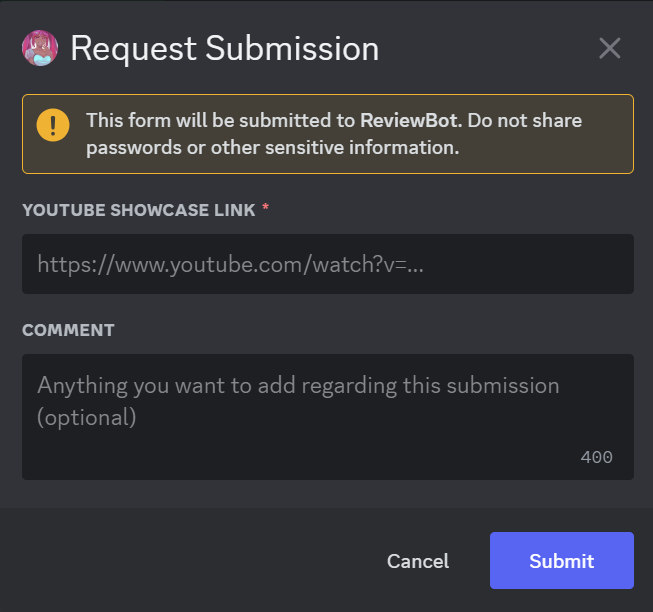 Request Submission
This form will be submitted to ReviewBot. Do not share
passwords or other sensitive information.
YOUTUBE SHOWCASE LINK *
https://www.youtube.com/watch?v=...
COMMENT
Anything you want to add regarding this submission
(optional)
400
Cancel
Submit